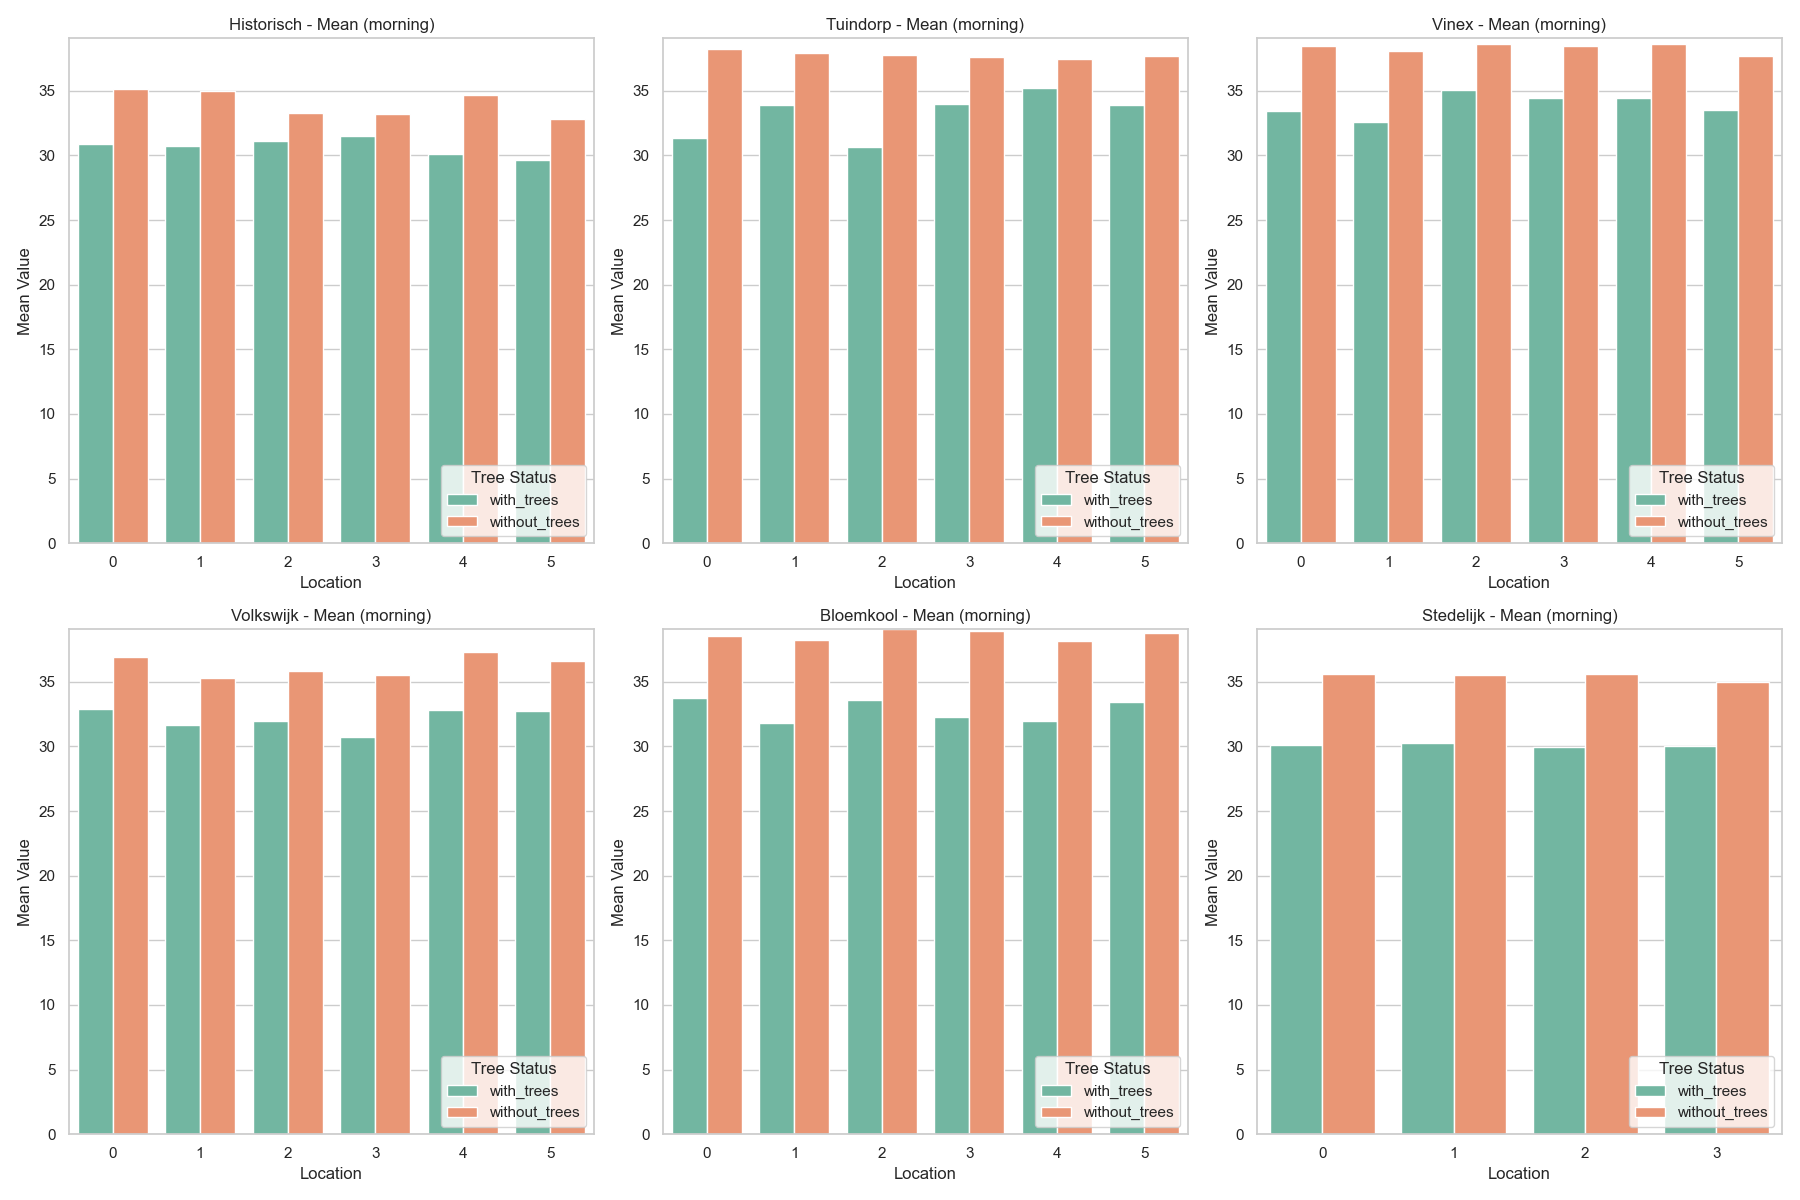 Historisch - Mean (morning)
Mean Value
35
30
25
20
15
10
5
0
Tree Status
with_trees
without_trees
0 1 2 3 4 5
Location
Tuindorp - Mean (morning)
Mean Value
35
30
25
20
15
10
5
0
Tree Status
with_trees
without_trees
0 1 2 3 4 5
Location
Vinex - Mean (morning)
Mean Value
35
30
25
20
15
10
5
0
Tree Status
with_trees
without_trees
0 1 2 3 4 5
Location
Volkswijk - Mean (morning)
Mean Value
35
30
25
20
15
10
5
0
Tree Status
with_trees
without_trees
0 1 2 3 4 5
Location
Bloemkool - Mean (morning)
Mean Value
35
30
25
20
15
10
5
0
Tree Status
with_trees
without_trees
0 1 2 3 4 5
Location
Stedelijk - Mean (morning)
Mean Value
35
30
25
20
15
10
5
0
Tree Status
with_trees
without_trees
0 1 2 3
Location